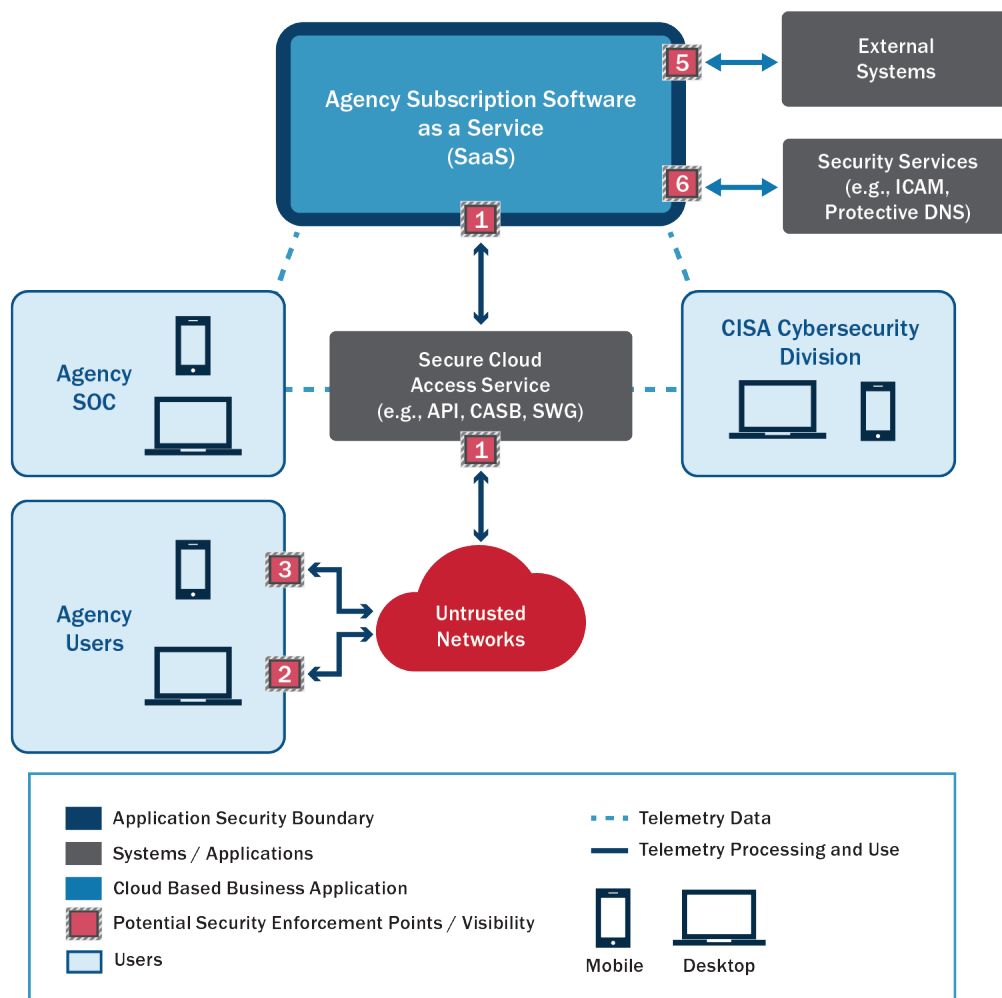 Agency Subscription Software
as a Service
(SaaS)
5
External
Systems
6
Security Services
(e.g., ICAM,
Protective DNS)
1
Agency
SOC
Secure Cloud
Access Service
(e.g., API, CASB, SWG)
1
CISA Cybersecurity
Division
Agency
Users
3
2
Untrusted
Networks
Application Security Boundary
Systems / Applications
Cloud Based Business Application
Potential Security Enforcement Points / Visibility
Users
Telemetry Data
Telemetry Processing and Use
Mobile
Desktop